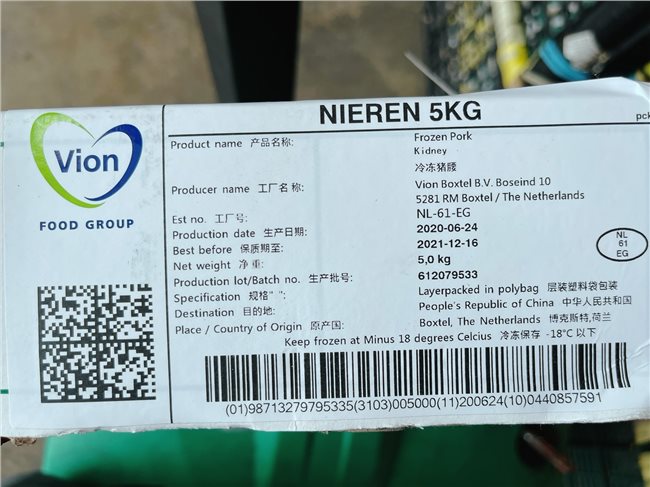 NIEREN 5KG
pck
Vion
FOOD GROUP
Product name 产品名称: Frozen Pork
Kidney
冷冻猪腰
Producer name 工厂名称: Vion Boxtel B.V. Boseind 10
5281 RM Boxtel / The Netherlands
Est no. 工厂号: NL-61-EG
Production date 生产日期: 2020-06-24
Best before 保质期至: 2021-12-16
Net weight 净重: 5,0 kg
Production lot/Batch no. 生产批号: 612079533
Specification 规格" "; Layerpacked in polybag 层装塑料袋包装
Destination 目的地: People's Republic of China 中华人民共和国
Place / Country of Origin 原产国: Boxtel, The Netherlands 博克斯特,荷兰
Keep frozen at Minus 18 degrees Celcius 冷冻保存 -18°C 以下
NL
61
EG
(01)98713279795335(3103)005000(11)200624(10)0440857591